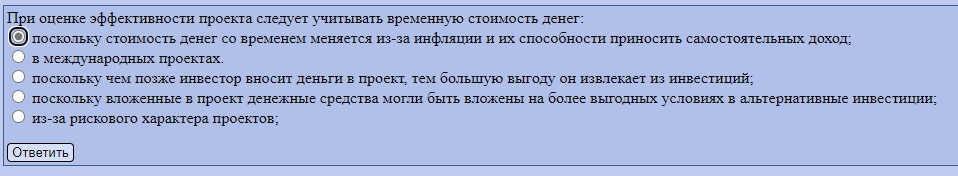 При оценке эффективности проекта следует учитывать временную стоимость денег:
поскольку стоимость денег со временем меняется из-за инфляции и их способности приносить самостоятельных доход;
в международных проектах.
поскольку чем позже инвестор вносит деньги в проект, тем большую выгоду он извлекает из инвестиций;
поскольку вложенные в проект денежные средства могли быть вложены на более выгодных условиях в альтернативные инвестиции;
из-за рискового характера проектов;
Ответить